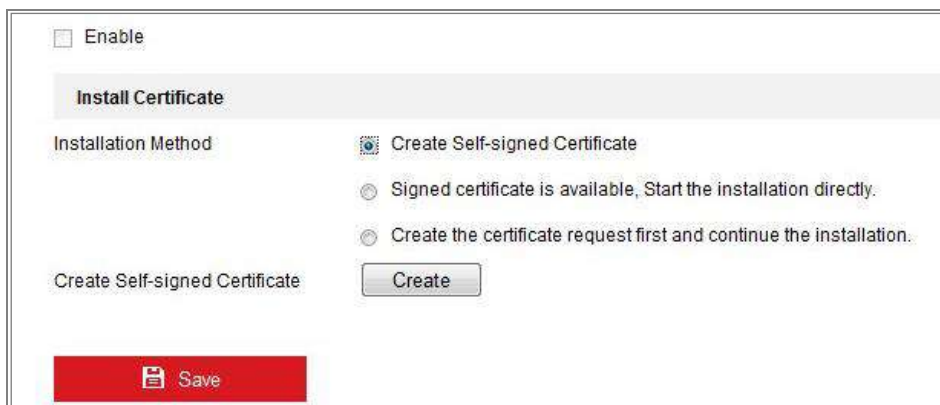 Enable
Install Certificate
Installation Method
Create Self-signed Certificate
Signed certificate is available, Start the installation directly.
Create the certificate request first and continue the installation.
Create Self-signed Certificate
Create
Save